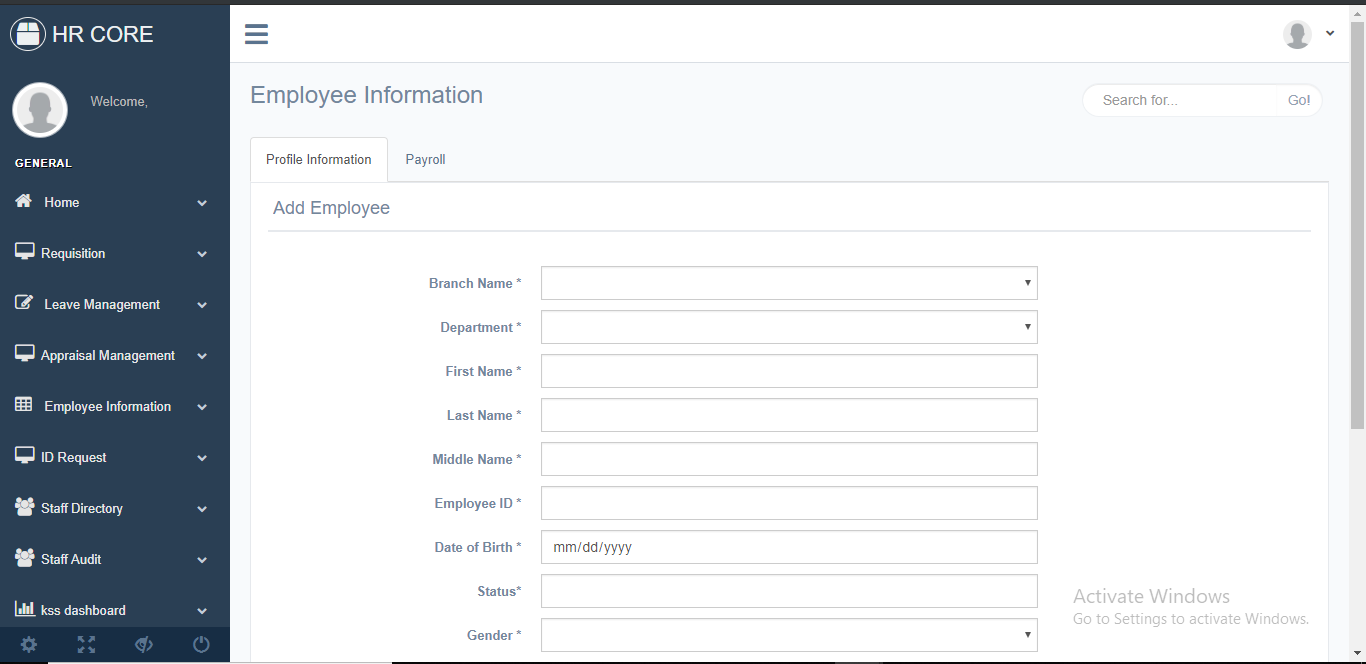 HR CORE
Welcome,
GENERAL
Home
Requisition
Leave Management
Appraisal Management
Employee Information
ID Request
Staff Directory
Staff Audit
kss dashboard
Employee Information
Search for...
Go!
Profile Information
Payroll
Add Employee
Branch Name *
Department *
First Name *
Last Name *
Middle Name *
Employee ID *
Date of Birth *
mm/dd/yyyy
Status*
Gender *
Activate Windows
Go to Settings to activate Windows.